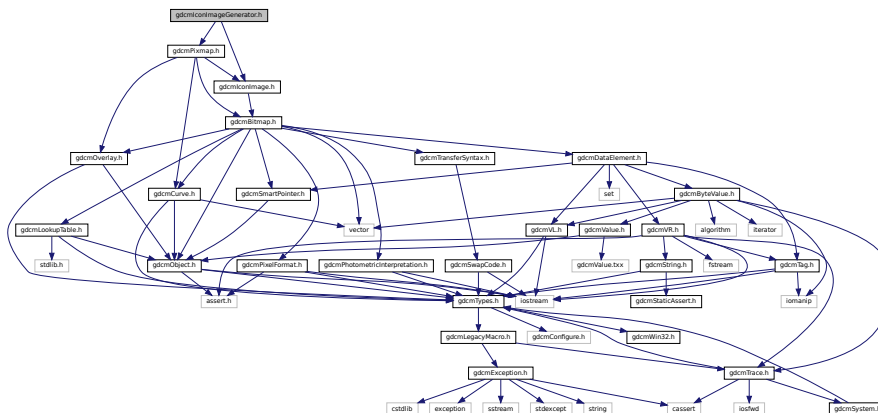 gdcmIconImageGenerator.h
gdcmPixmap.h
gdcmIconImage.h
gdcmBitmap.h
gdcmOverlay.h
gdcmTransferSyntax.h
gdcmDataElement.h
gdcmCurve.h
gdcmSmartPointer.h
set
gdcmByteValue.h
gdcmLookupTable.h
vector
gdcmVL.h
gdcmValue.h
gdcmVR.h
algorithm
iterator
stdlib.h
gdcmObject.h
gdcmPixelFormat.h
gdcmPhotometricInterpretation.h
gdcmSwapCode.h
gdcmValue.txx
gdcmString.h
fstream
gdcmTag.h
assert.h
gdcmTypes.h
iostream
gdcmStaticAssert.h
iomanip
gdcmLegacyMacro.h
gdcmConfigure.h
gdcmWin32.h
gdcmException.h
gdcmTrace.h
cstdlib
exception
sstream
stdexcept
string
cassert
iosfwd
gdcmSystem.h